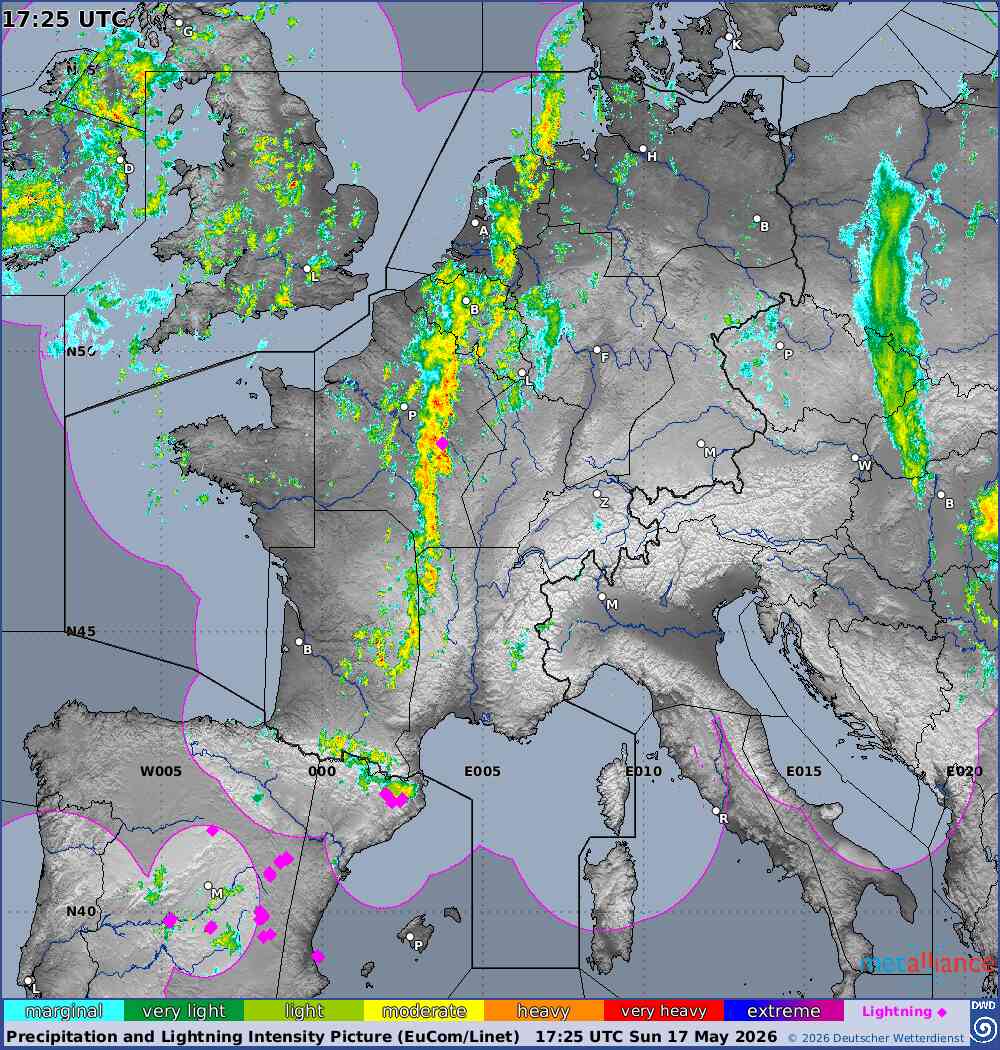 17:25 UTC
G
K
N55
D
H
A
B
L
B
N50
F
P
L
P
M
W
Z
B
M
N45
B
W005
000
E005
E010
E015
E020
R
M
N40
P
metalliance
L
marginal very light light moderate heavy very heavy extreme Lightning ◆ DWD
Precipitation and Lightning Intensity Picture (EuCom/Linet) 17:25 UTC Sun 17 May 2026 © 2026 Deutscher Wetterdienst